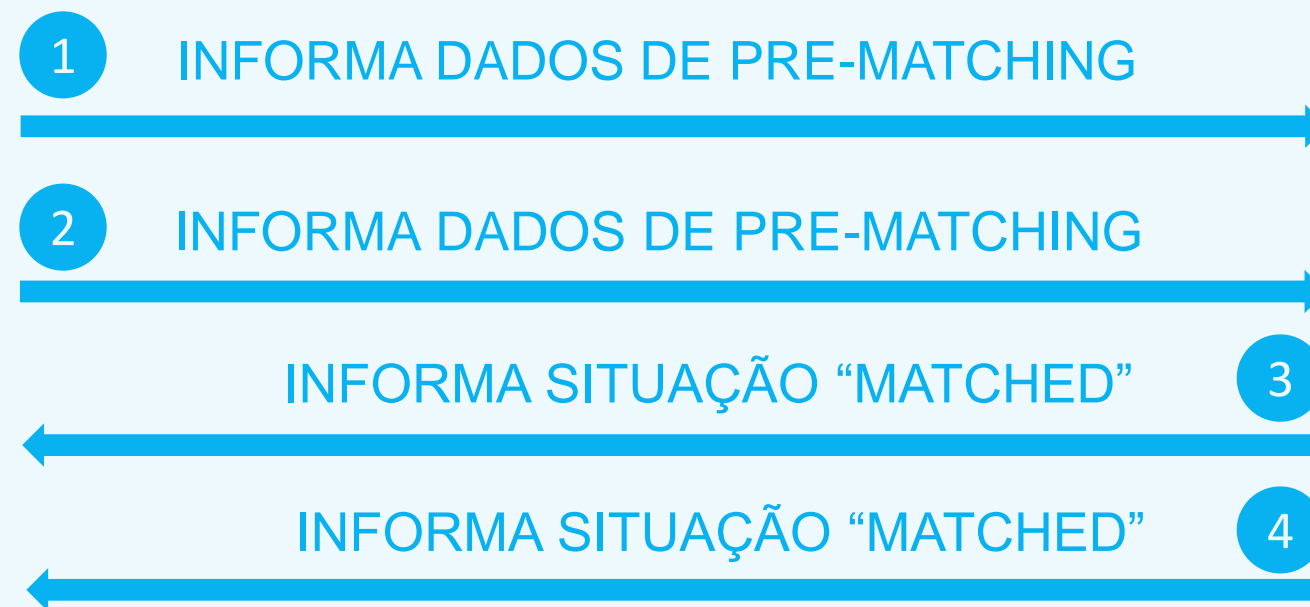 1 INFORMA DADOS DE PRE-MATCHING
2 INFORMA DADOS DE PRE-MATCHING
INFORMA SITUAÇÃO “MATCHED” 3
INFORMA SITUAÇÃO “MATCHED” 4